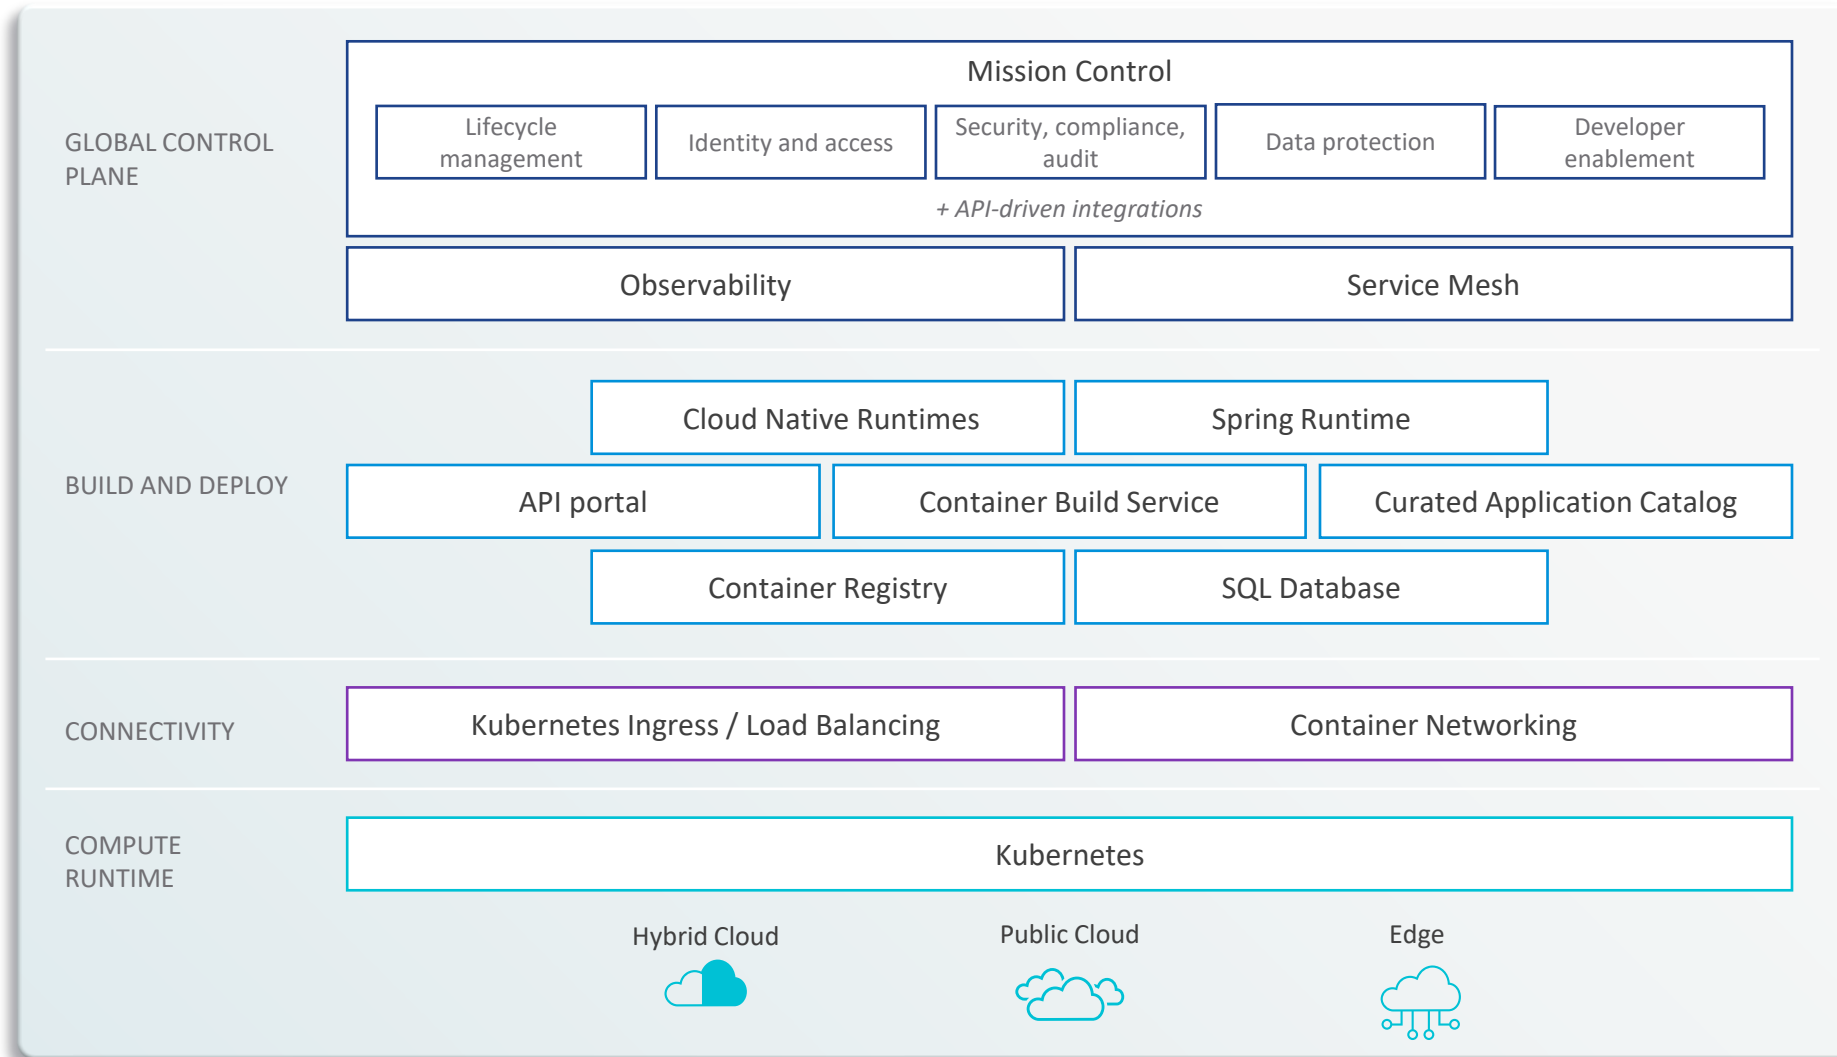 Mission Control
GLOBAL CONTROL
PLANE
Lifecycle
management
Identity and access
Security, compliance,
audit
Data protection
Developer
enablement
+ API-driven integrations
Observability
Service Mesh
BUILD AND DEPLOY
Cloud Native Runtimes
Spring Runtime
API portal
Container Build Service
Curated Application Catalog
Container Registry
SQL Database
CONNECTIVITY
Kubernetes Ingress / Load Balancing
Container Networking
COMPUTE
RUNTIME
Kubernetes
Hybrid Cloud
Public Cloud
Edge